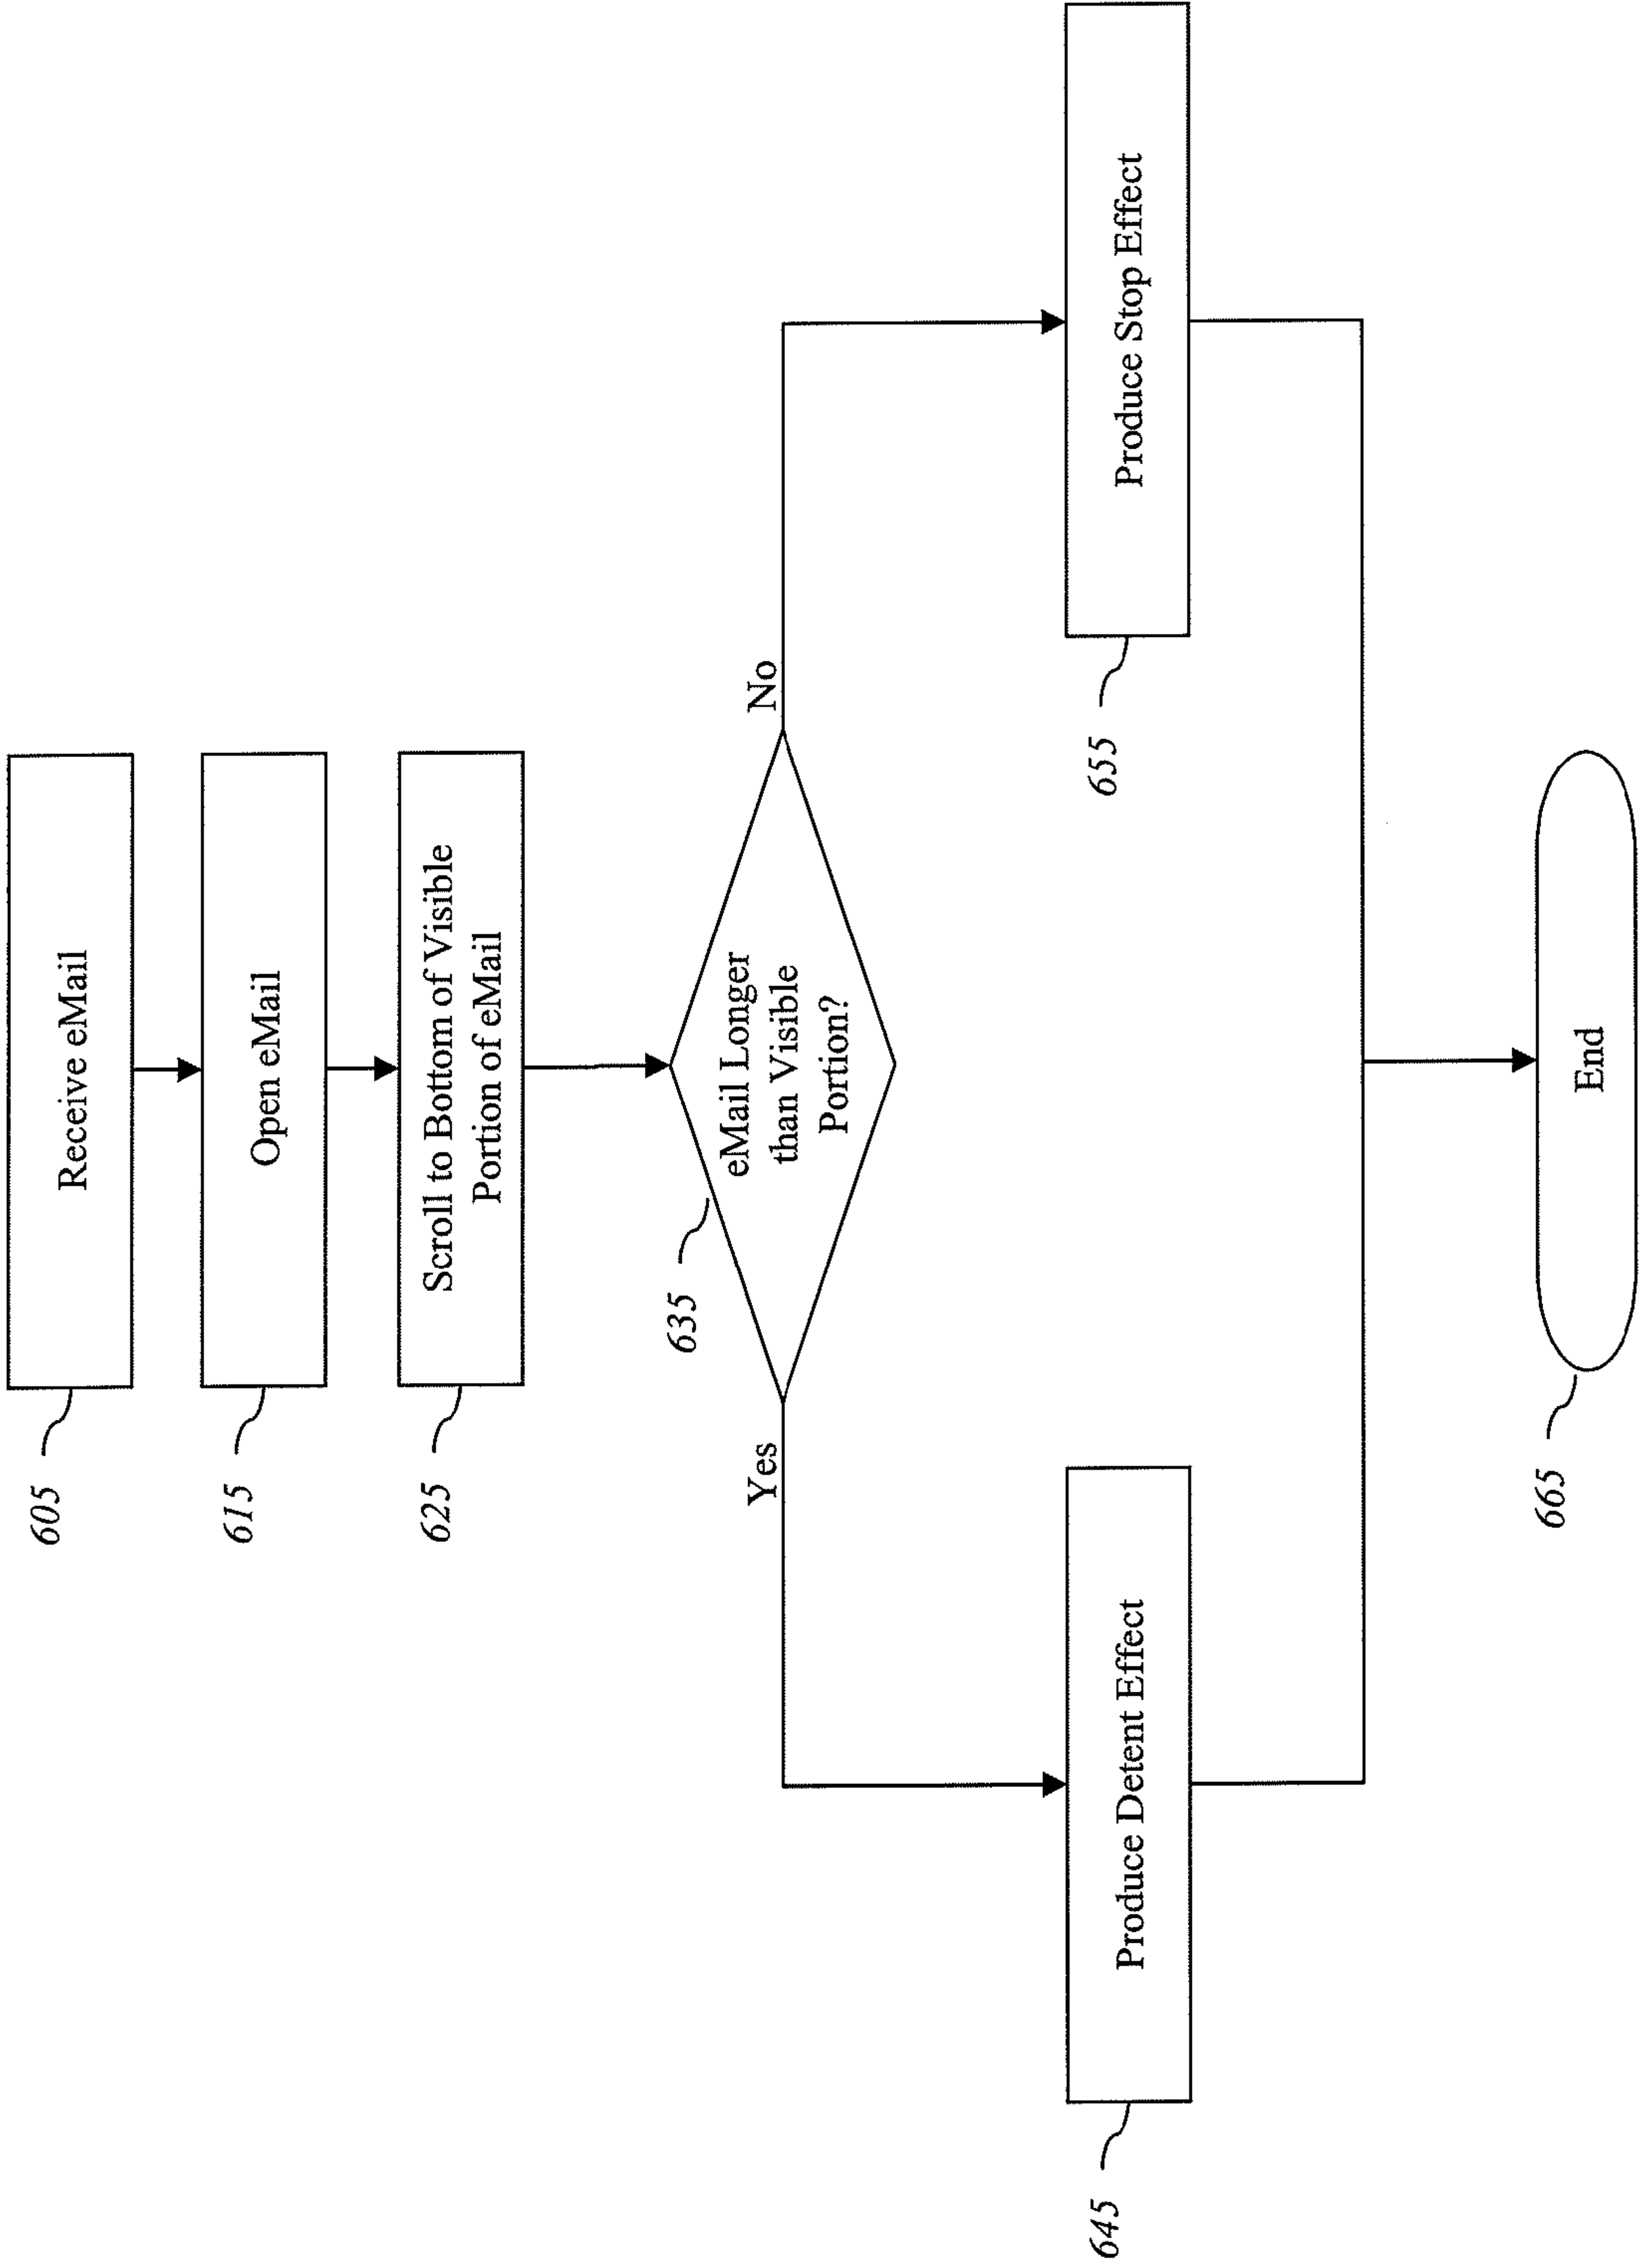 605
Receive eMail
615
Open eMail
625
Scroll to Bottom of Visible
Portion of eMail
635
eMail Longer
than Visible
Portion?
Yes
No
645
Produce Detent Effect
655
Produce Stop Effect
665
End